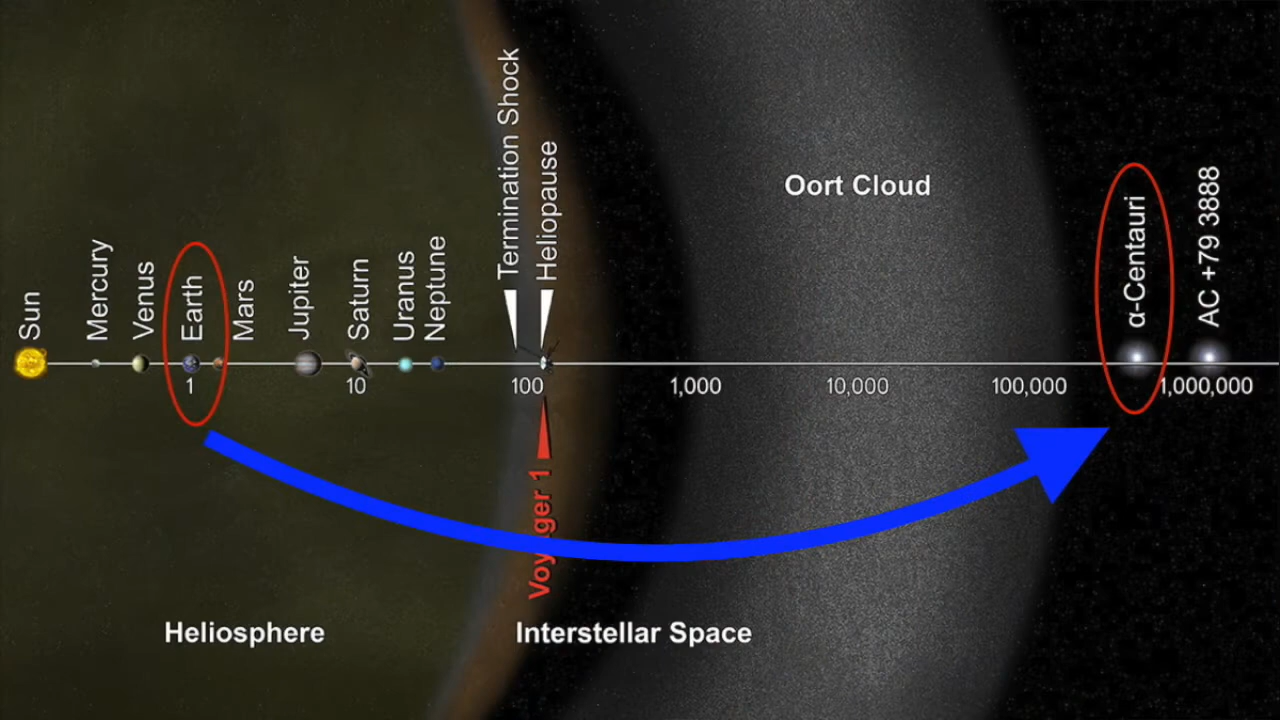 Sun
Mercury
Venus
Earth
Mars
Jupiter
Saturn
Uranus
Neptune
Termination Shock
Heliopause
Oort Cloud
α-Centauri
AC +79 3888
1
10
100
1,000
10,000
100,000
1,000,000
Voyager 1
Heliosphere
Interstellar Space